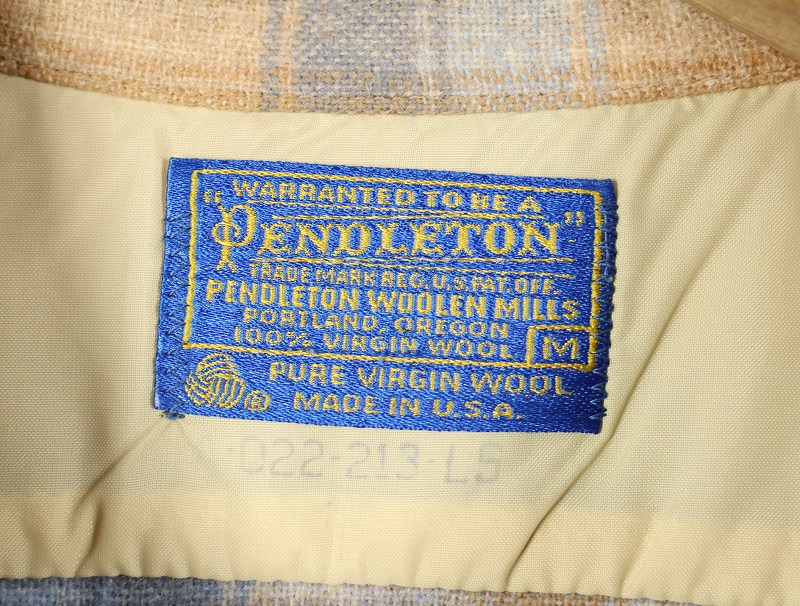 WARRANTED TO BE A
"PENDLETON"
TRADE MARK REG. U.S. PAT. OFF.
PENDLETON WOOLEN MILLS
PORTLAND, OREGON
100% VIRGIN WOOL M
PURE VIRGIN WOOL
® MADE IN U.S.A.
022-213-LS